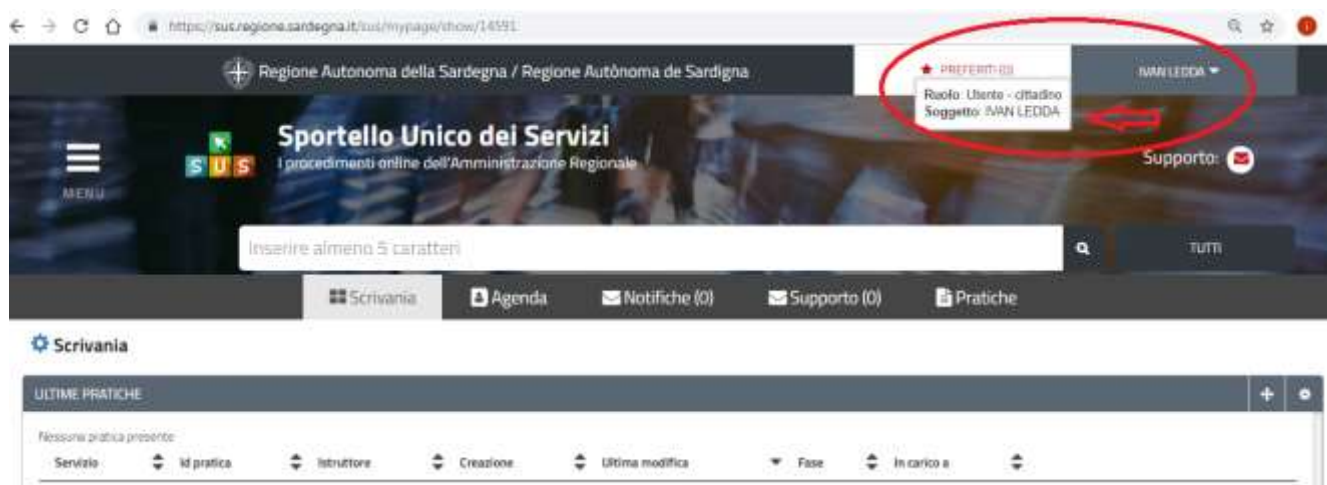 https://sus.regione.sardegna.it/sus/mypage/show/14591
Regione Autonoma della Sardegna / Regione Autònoma de Sardigna
PREFERITI (0)
IVAN LEDDA
Ruolo: Utente - cittadino
Soggetto: IVAN LEDDA
MENU
S U S
Sportello Unico dei Servizi
I procedimenti online dell'Amministrazione Regionale
Supporto:
Inserire almeno 5 caratteri
TUTTI
Scrivania
Agenda
Notifiche (0)
Supporto (0)
Pratiche
Scrivania
ULTIME PRATICHE
Nessuna pratica presente
Servizio Id pratica Istruttore Creazione Ultima modifica Fase In carico a